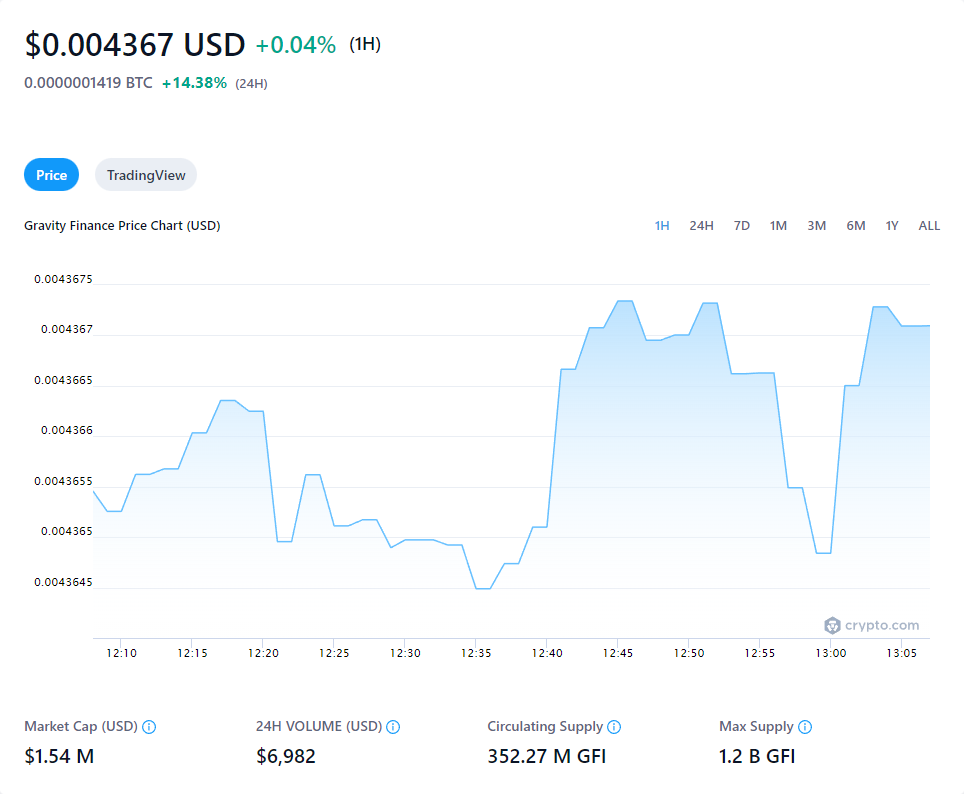 $0.004367 USD +0.04% (1H)
0.0000001419 BTC +14.38% (24H)
Price TradingView
Gravity Finance Price Chart (USD) 1H 24H 7D 1M 3M 6M 1Y ALL
0.0043675
0.004367
0.0043665
0.004366
0.0043655
0.004365
0.0043645
crypto.com
12:10 12:15 12:20 12:25 12:30 12:35 12:40 12:45 12:50 12:55 13:00 13:05
Market Cap (USD) 24H VOLUME (USD) Circulating Supply Max Supply
$1.54 M $6,982 352.27 M GFI 1.2 B GFI